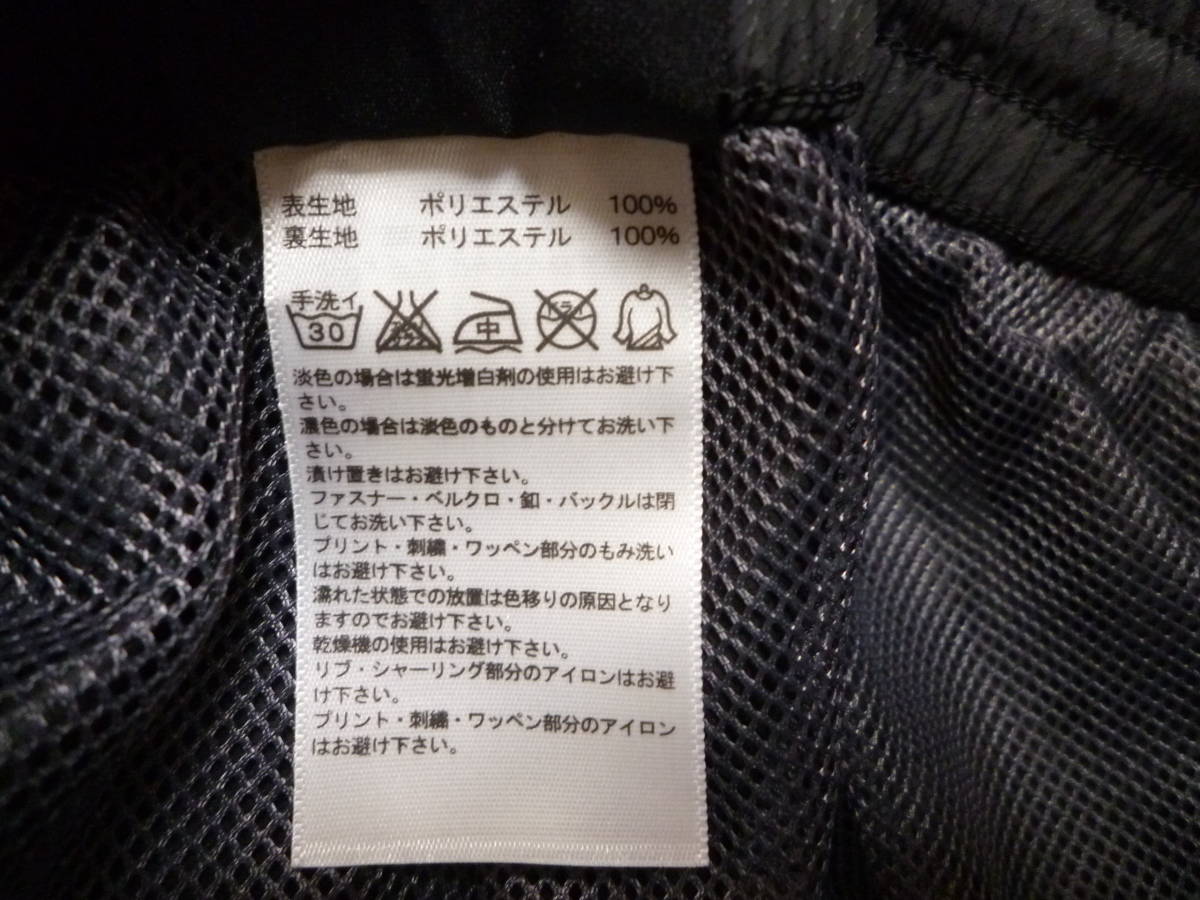 表生地 ポリエステル 100%
裏生地 ポリエステル 100%
手洗イ
30 中 ドライ
淡色の場合は蛍光増白剤の使用はお避け下
さい。
濃色の場合は淡色のものと分けてお洗い下
さい。
漬け置きはお避け下さい。
ファスナー・ベルクロ・釦・バックルは閉
じてお洗い下さい。
プリント・刺繍・ワッペン部分のもみ洗い
はお避け下さい。
濡れた状態での放置は色移りの原因となり
ますのでお避け下さい。
乾燥機の使用はお避け下さい。
リブ・シャーリング部分のアイロンはお避
け下さい。
プリント・刺繍・ワッペン部分のアイロン
はお避け下さい。